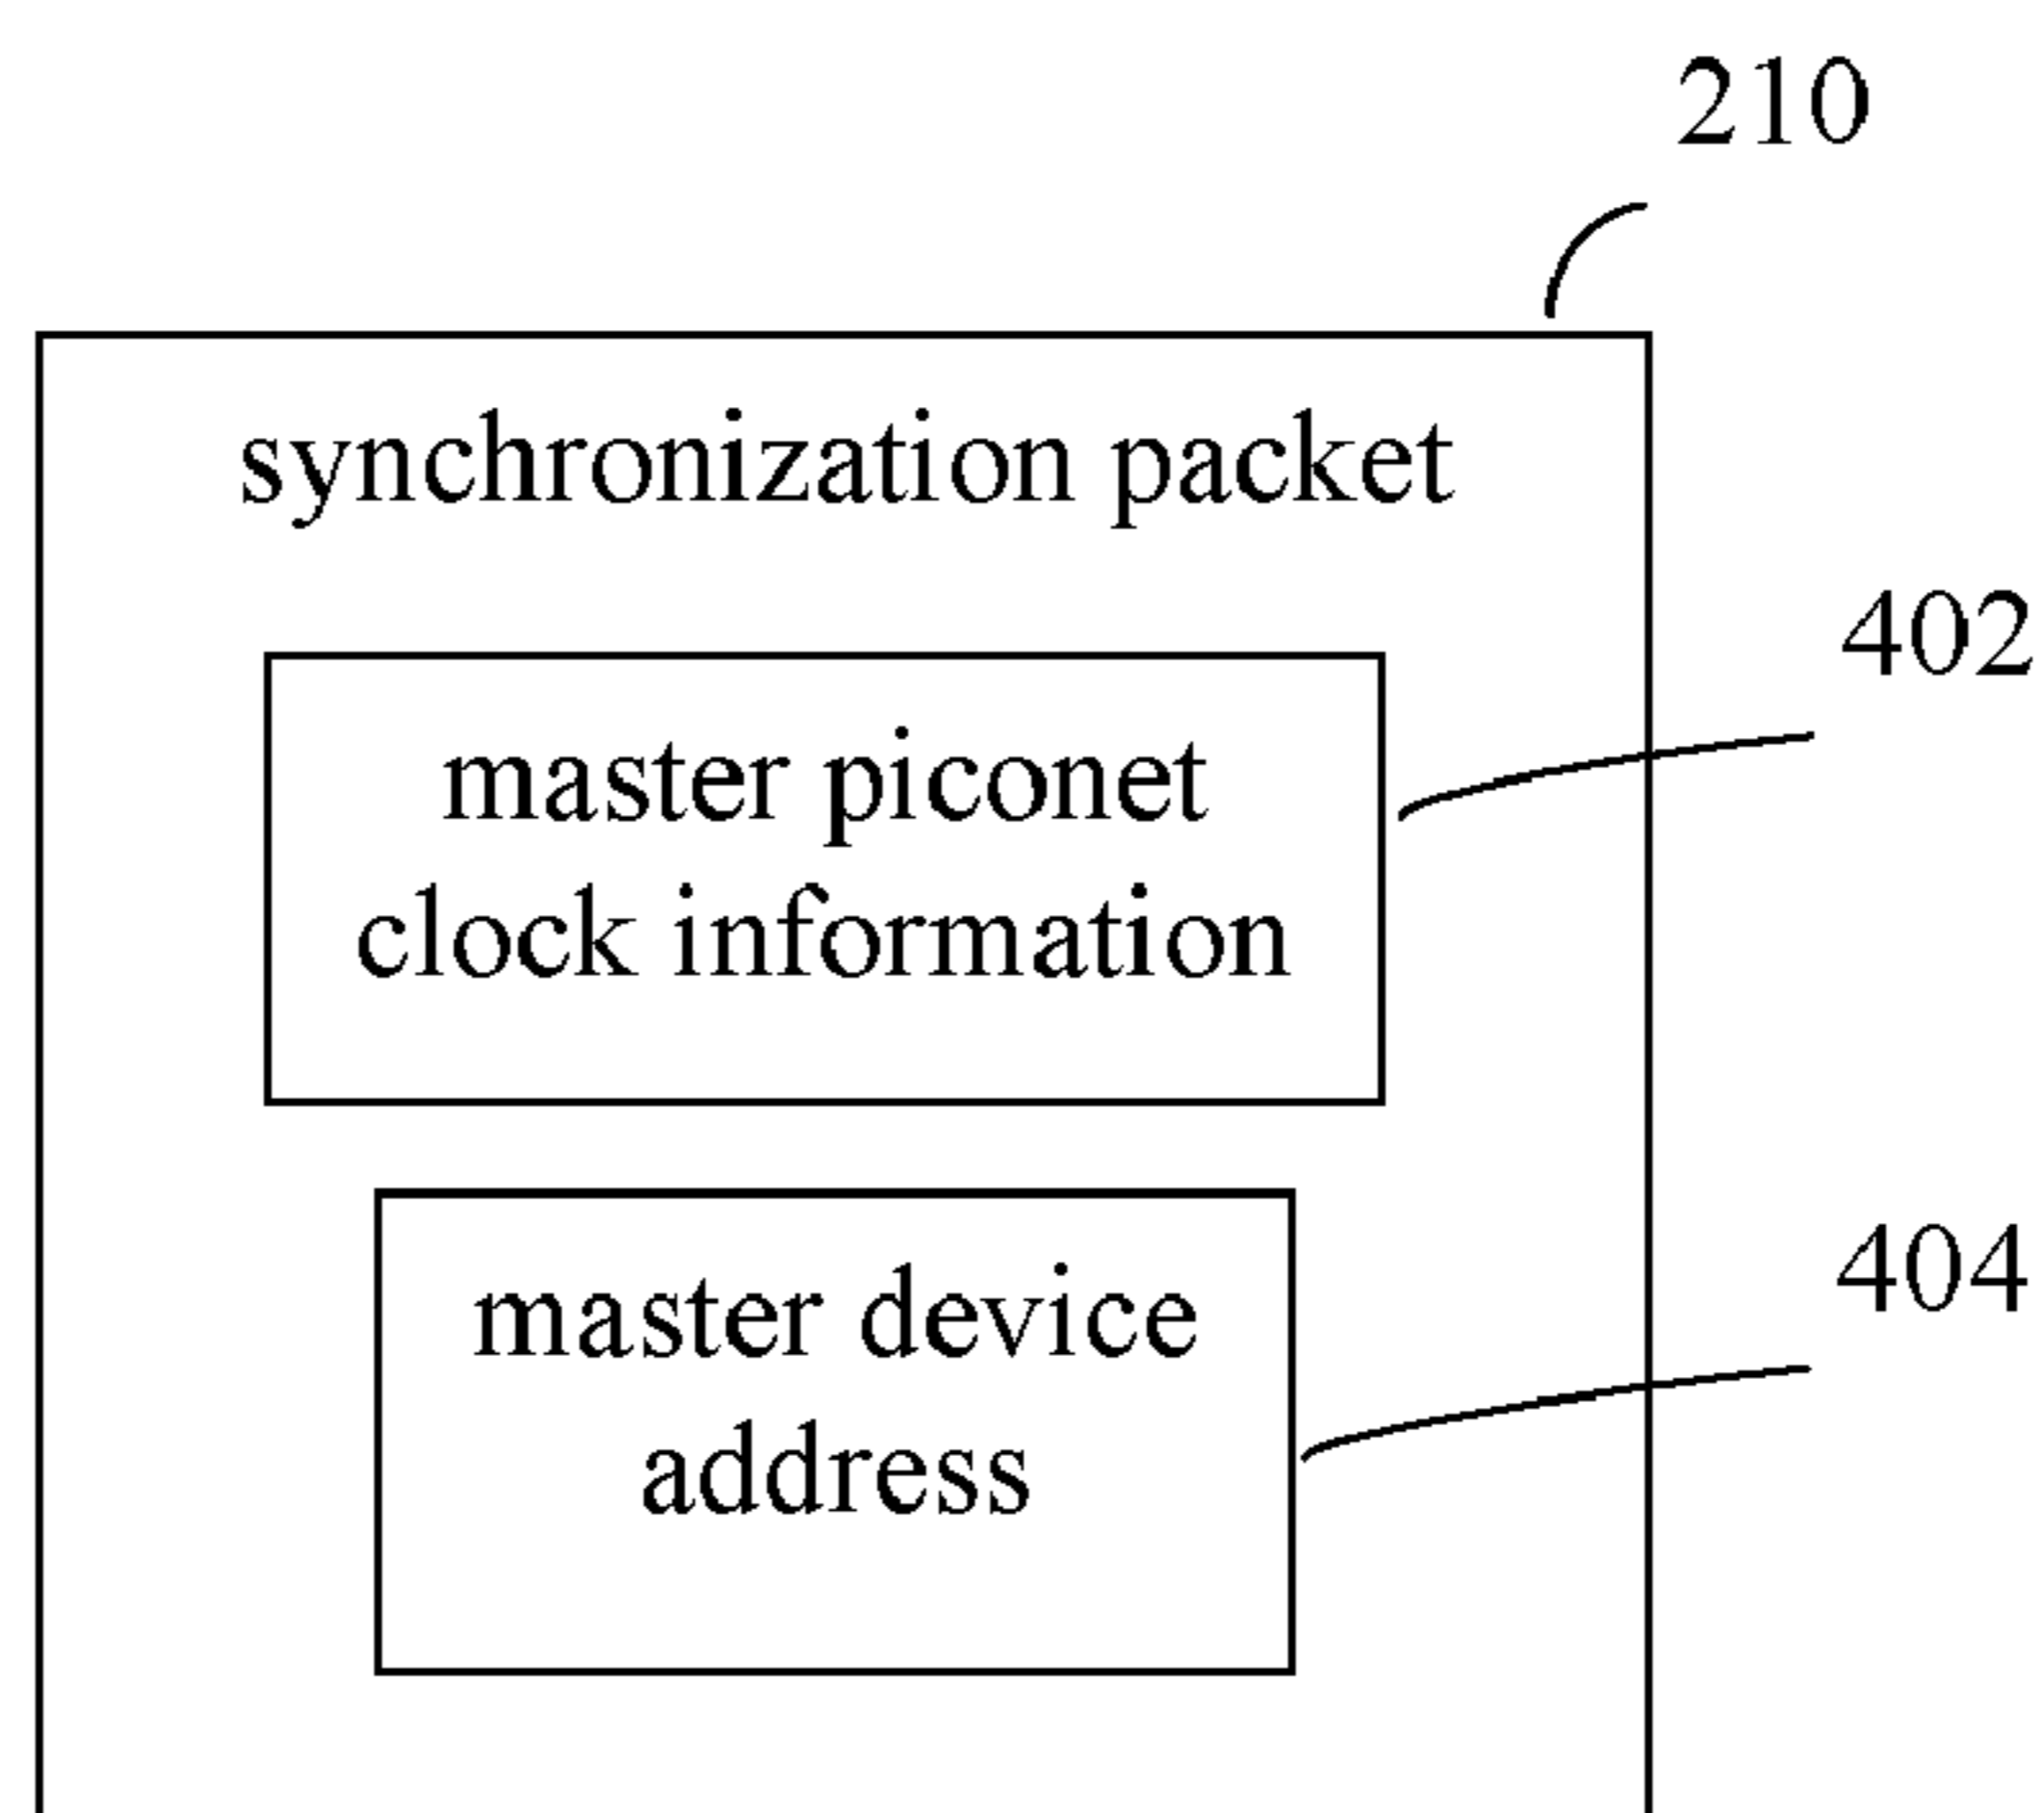 210
synchronization packet
402
master piconet
clock information
404
master device
address